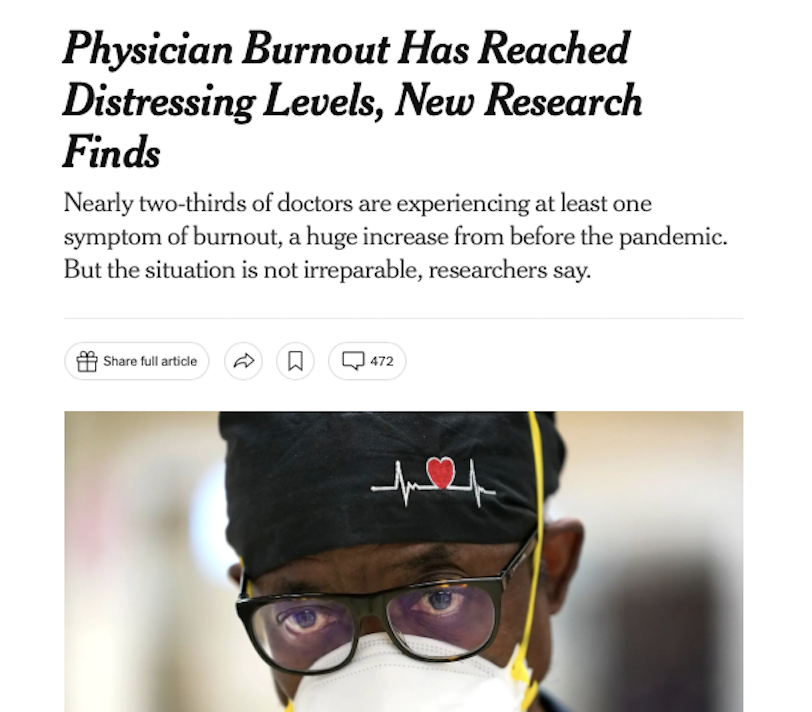 Physician Burnout Has Reached
Distressing Levels, New Research
Finds
Nearly two-thirds of doctors are experiencing at least one
symptom of burnout, a huge increase from before the pandemic.
But the situation is not irreparable, researchers say.
Share full article
472